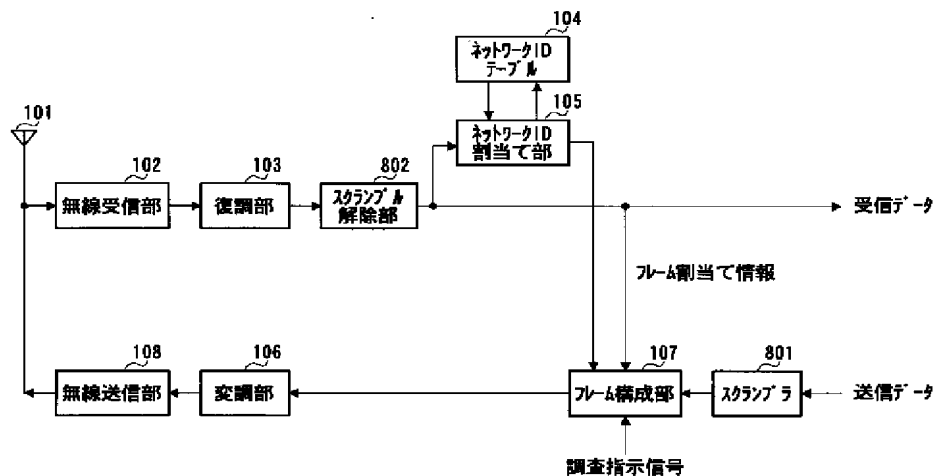 104
ネットワークID
テーブル
101
105
ネットワークID
割当て部
102
103
802
無線受信部
復調部
スクランブル
解除部
受信データ
フレーム割当て情報
108
106
107
801
無線送信部
変調部
フレーム構成部
スクランブラ
送信データ
調査指示信号